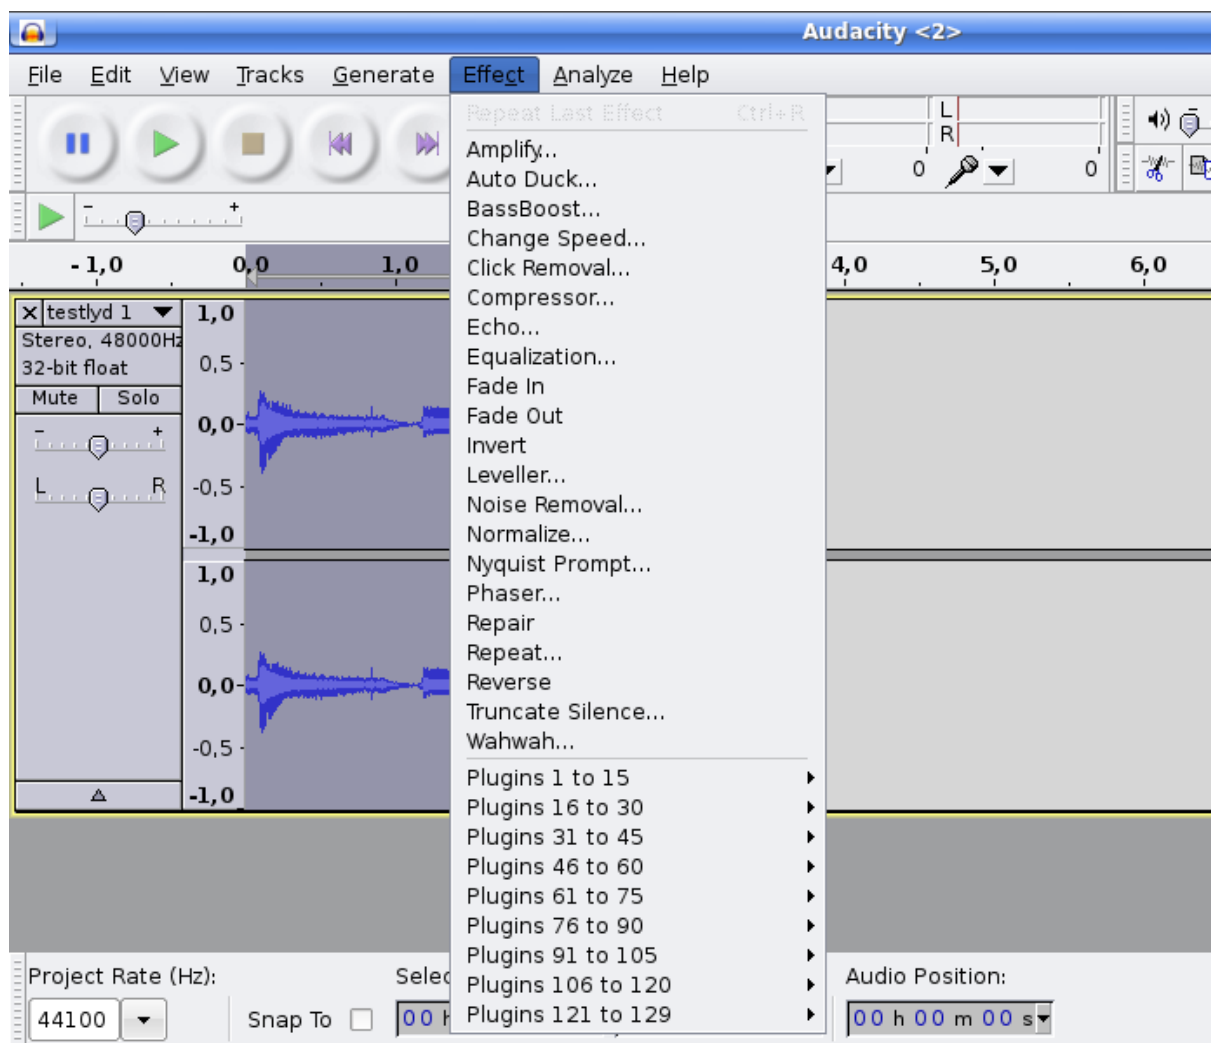 Audacity <2>
File Edit View Tracks Generate Effect Analyze Help
Repeat Last Effect Ctrl+R
L
R
0 0
- +
Amplify...
Auto Duck...
BassBoost...
Change Speed...
Click Removal...
Compressor...
Echo...
Equalization...
Fade In
Fade Out
Invert
Leveller...
Noise Removal...
Normalize...
Nyquist Prompt...
Phaser...
Repair
Repeat...
Reverse
Truncate Silence...
Wahwah...
Plugins 1 to 15
Plugins 16 to 30
Plugins 31 to 45
Plugins 46 to 60
Plugins 61 to 75
Plugins 76 to 90
Plugins 91 to 105
Plugins 106 to 120
Plugins 121 to 129
-1,0 0,0 1,0 4,0 5,0 6,0
X testlyd 1
Stereo, 48000Hz
32-bit float
Mute Solo
- +
L R
1,0
0,5
0,0
-0,5
-1,0
1,0
0,5
0,0
-0,5
-1,0
Project Rate (Hz):
44100
Snap To
00
Audio Position:
00 h 00 m 00 s